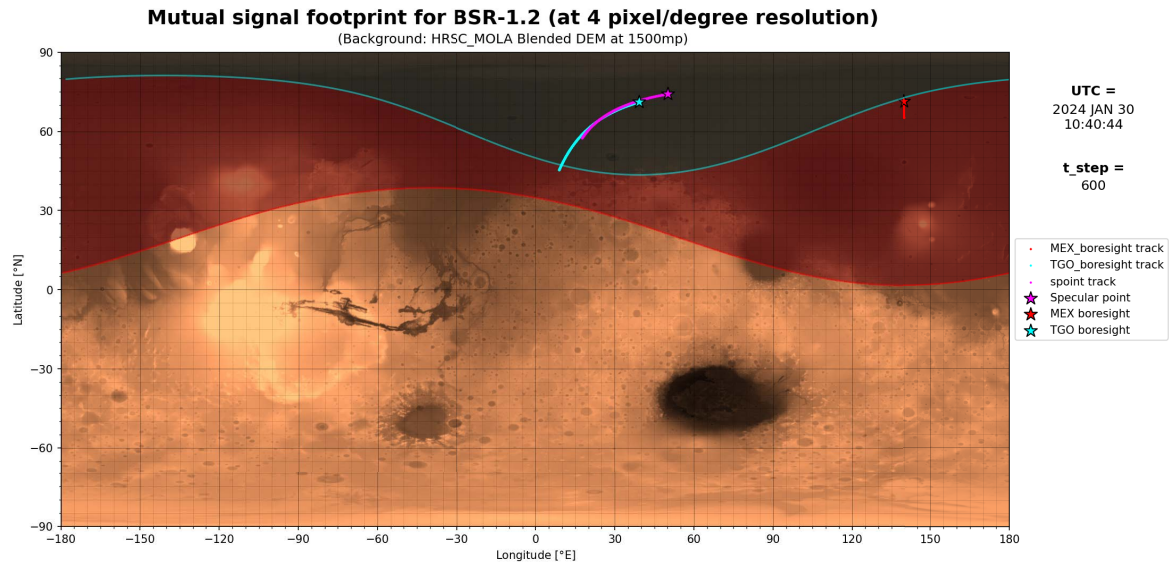 Mutual signal footprint for BSR-1.2 (at 4 pixel/degree resolution)
(Background: HRSC_MOLA Blended DEM at 1500mp)
90
60
30
0
−30
−60
−90
Latitude [°N]
−180
−150
−120
−90
−60
−30
0
30
60
90
120
150
180
Longitude [°E]
UTC =
2024 JAN 30
10:40:44
t_step =
600
MEX_boresight track
TGO_boresight track
spoint track
Specular point
MEX boresight
TGO boresight